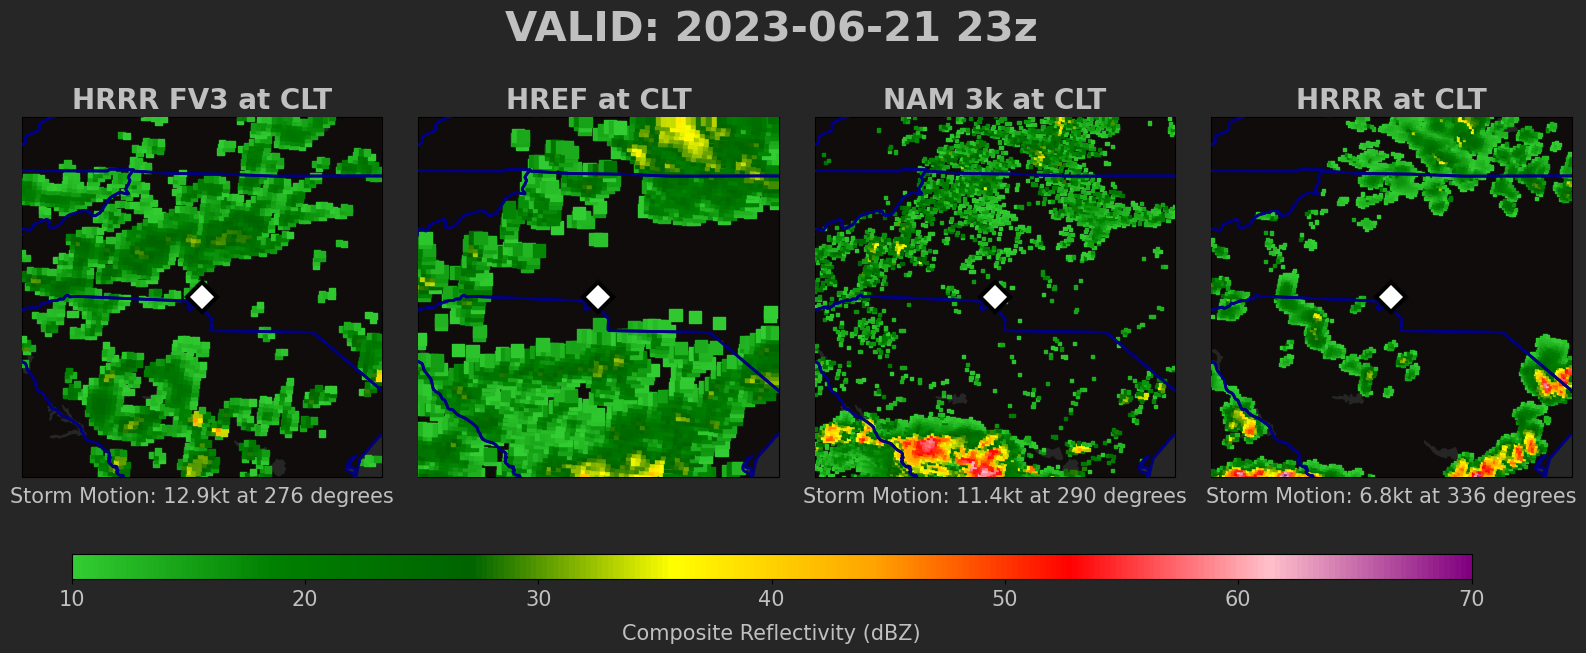 VALID: 2023-06-21 23z
HRRR FV3 at CLT
HREF at CLT
NAM 3k at CLT
HRRR at CLT
Storm Motion: 12.9kt at 276 degrees
Storm Motion: 11.4kt at 290 degrees
Storm Motion: 6.8kt at 336 degrees
10 20 30 40 50 60 70
Composite Reflectivity (dBZ)